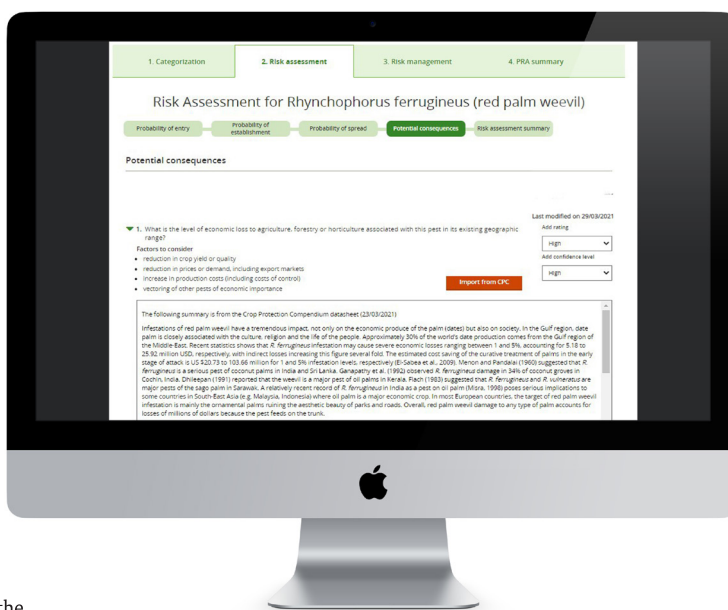 1. Categorization
2. Risk assessment
3. Risk management
4. PRA summary
Risk Assessment for Rhynchophorus ferrugineus (red palm weevil)
Probability of entry
Probability of
establishment
Probability of spread
Potential consequences
Risk assessment summary
Potential consequences
Last modified on 29/03/2021
1. What is the level of economic loss to agriculture, forestry or horticulture associated with this pest in its existing geographic
range?
Add rating
High
Factors to consider
• reduction in crop yield or quality
• reduction in prices or demand, including export markets
• increase in production costs (including costs of control)
• vectoring of other pests of economic importance
Add confidence level
High
Import from CPC
The following summary is from the Crop Protection Compendium datasheet (23/03/2021)
Infestations of red palm weevil have a tremendous impact, not only on the economic produce of the palm (dates) but also on society. In the Gulf region, date
palm is closely associated with the culture, religion and the life of the people. Approximately 30% of the world's date production comes from the Gulf region of
the Middle-East. Recent statistics shows that R. ferrugineus infestation may cause severe economic losses ranging between 1 and 5%, accounting for 5.18 to
25.92 million USD, respectively, with indirect losses increasing this figure several fold. The estimated cost saving of the curative treatment of palms in the early
stage of attack is US $20.73 to 103.66 million for 1 and 5% infestation levels, respectively (El-Sabea et al., 2009). Menon and Pandalai (1960) suggested that R.
ferrugineus is a serious pest of coconut palms in India and Sri Lanka. Ganapathy et al. (1992) observed R. ferrugineus damage in 34% of coconut groves in
Cochin, India. Dhileepan (1991) reported that the weevil is a major pest of oil palms in Kerala. Flach (1983) suggested that R. ferrugineus and R. vulneratus are
major pests of the sago palm in Sarawak. A relatively recent record of R. ferrugineus in India as a pest on oil palm (Misra, 1998) poses serious implications to
some countries in South-East Asia (e.g. Malaysia, Indonesia) where oil palm is a major economic crop. In most European countries, the target of red palm weevil
infestation is mainly the ornamental palms ruining the aesthetic beauty of parks and roads. Overall, red palm weevil damage to any type of palm accounts for
losses of millions of dollars because the pest feeds on the trunk.
the